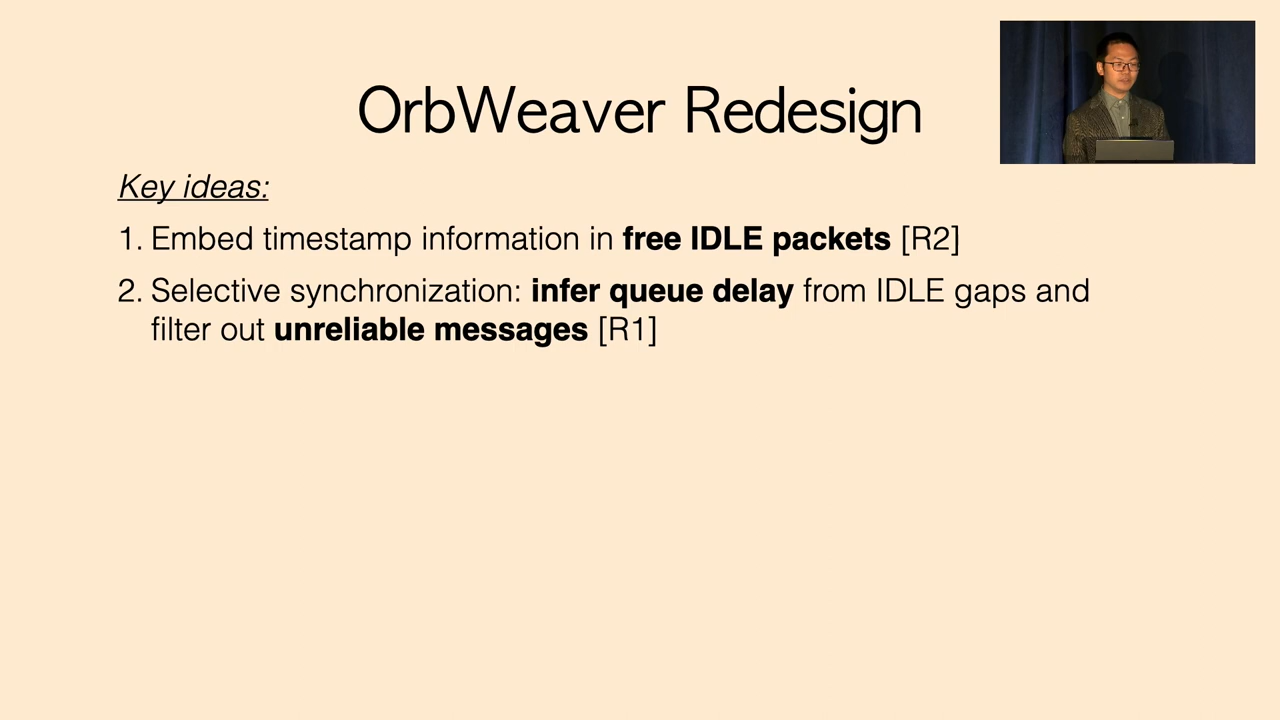 OrbWeaver Redesign
Key ideas:
1. Embed timestamp information in free IDLE packets [R2]
2. Selective synchronization: infer queue delay from IDLE gaps and
filter out unreliable messages [R1]